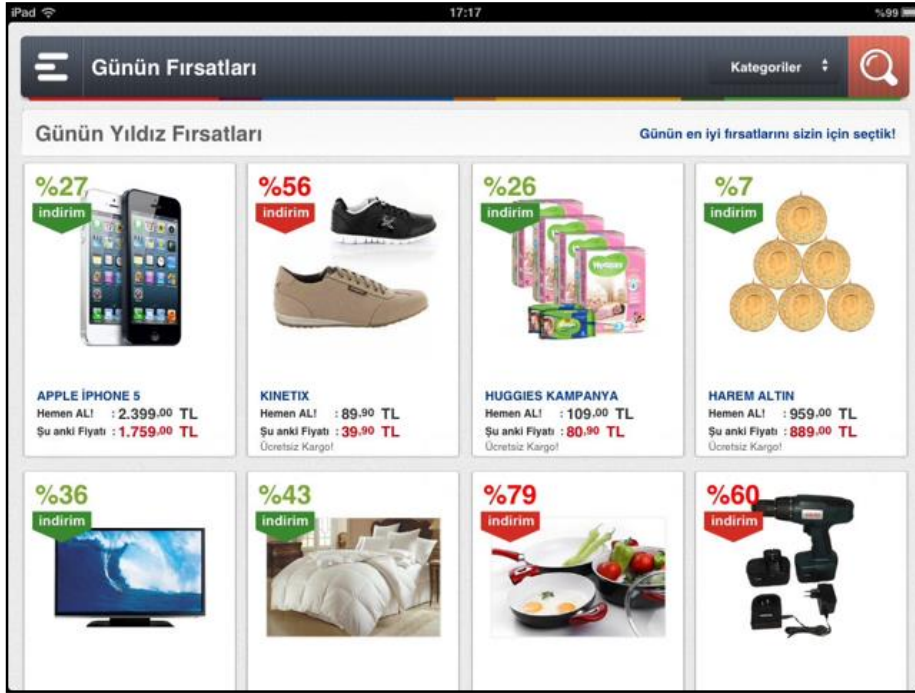 iPad 17:17 %99
Günün Fırsatları Kategoriler
Günün Yıldız Fırsatları Günün en iyi fırsatlarını sizin için seçtik!
%27 %56 %26 %7
indirim indirim indirim indirim
Huggies
APPLE İPHONE 5 KINETIX HUGGIES KAMPANYA HAREM ALTIN
Hemen AL! : 2.399.00 TL Hemen AL! : 89.90 TL Hemen AL! : 109.00 TL Hemen AL! : 959.00 TL
Şu anki Fiyatı : 1.759.00 TL Şu anki Fiyatı : 39.90 TL Şu anki Fiyatı : 80.90 TL Şu anki Fiyatı : 889.00 TL
Ücretsiz Kargo! Ücretsiz Kargo! Ücretsiz Kargo!
%36 %43 %79 %60
indirim indirim indirim indirim